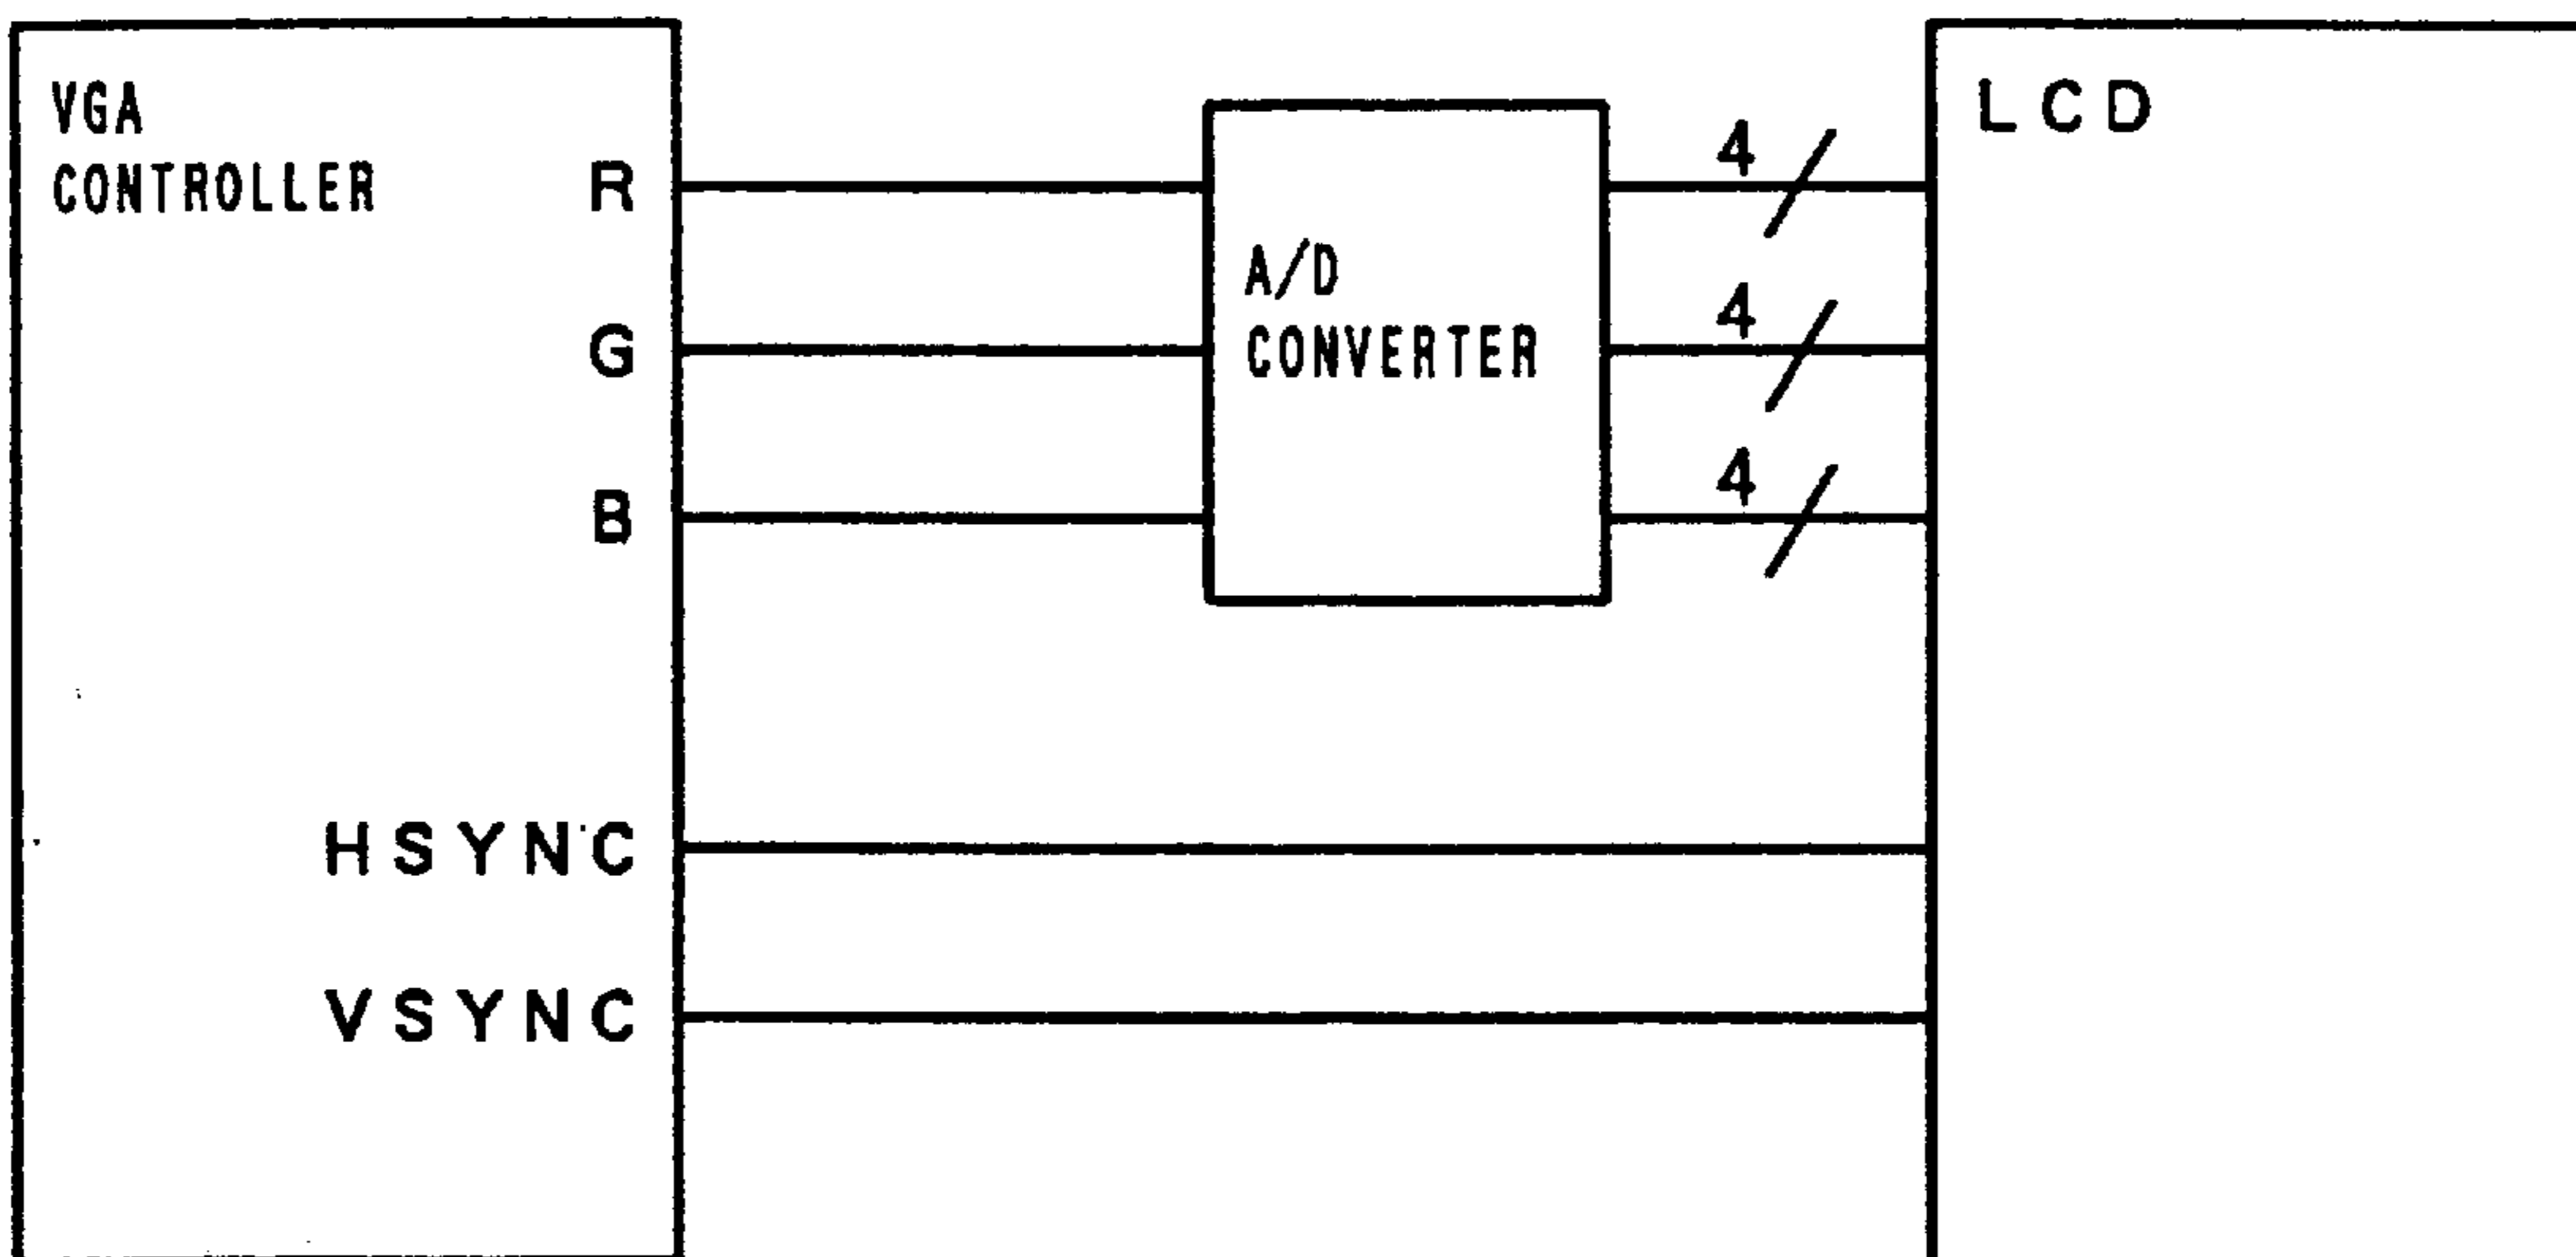 VGA
CONTROLLER
R
G
B
HSYNC
VSYNC
A/D
CONVERTER
4
4
4
LCD